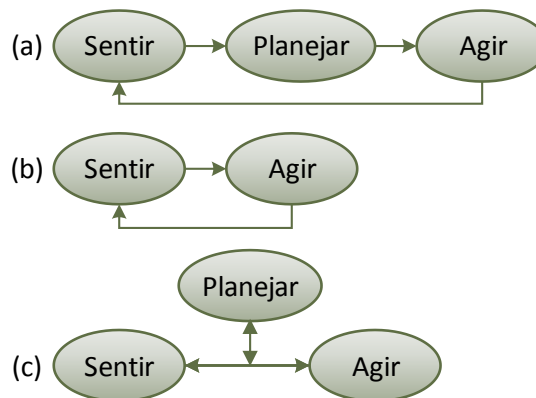 (a) Sentir Planejar Agir
(b) Sentir Agir
Planejar
(c) Sentir Agir